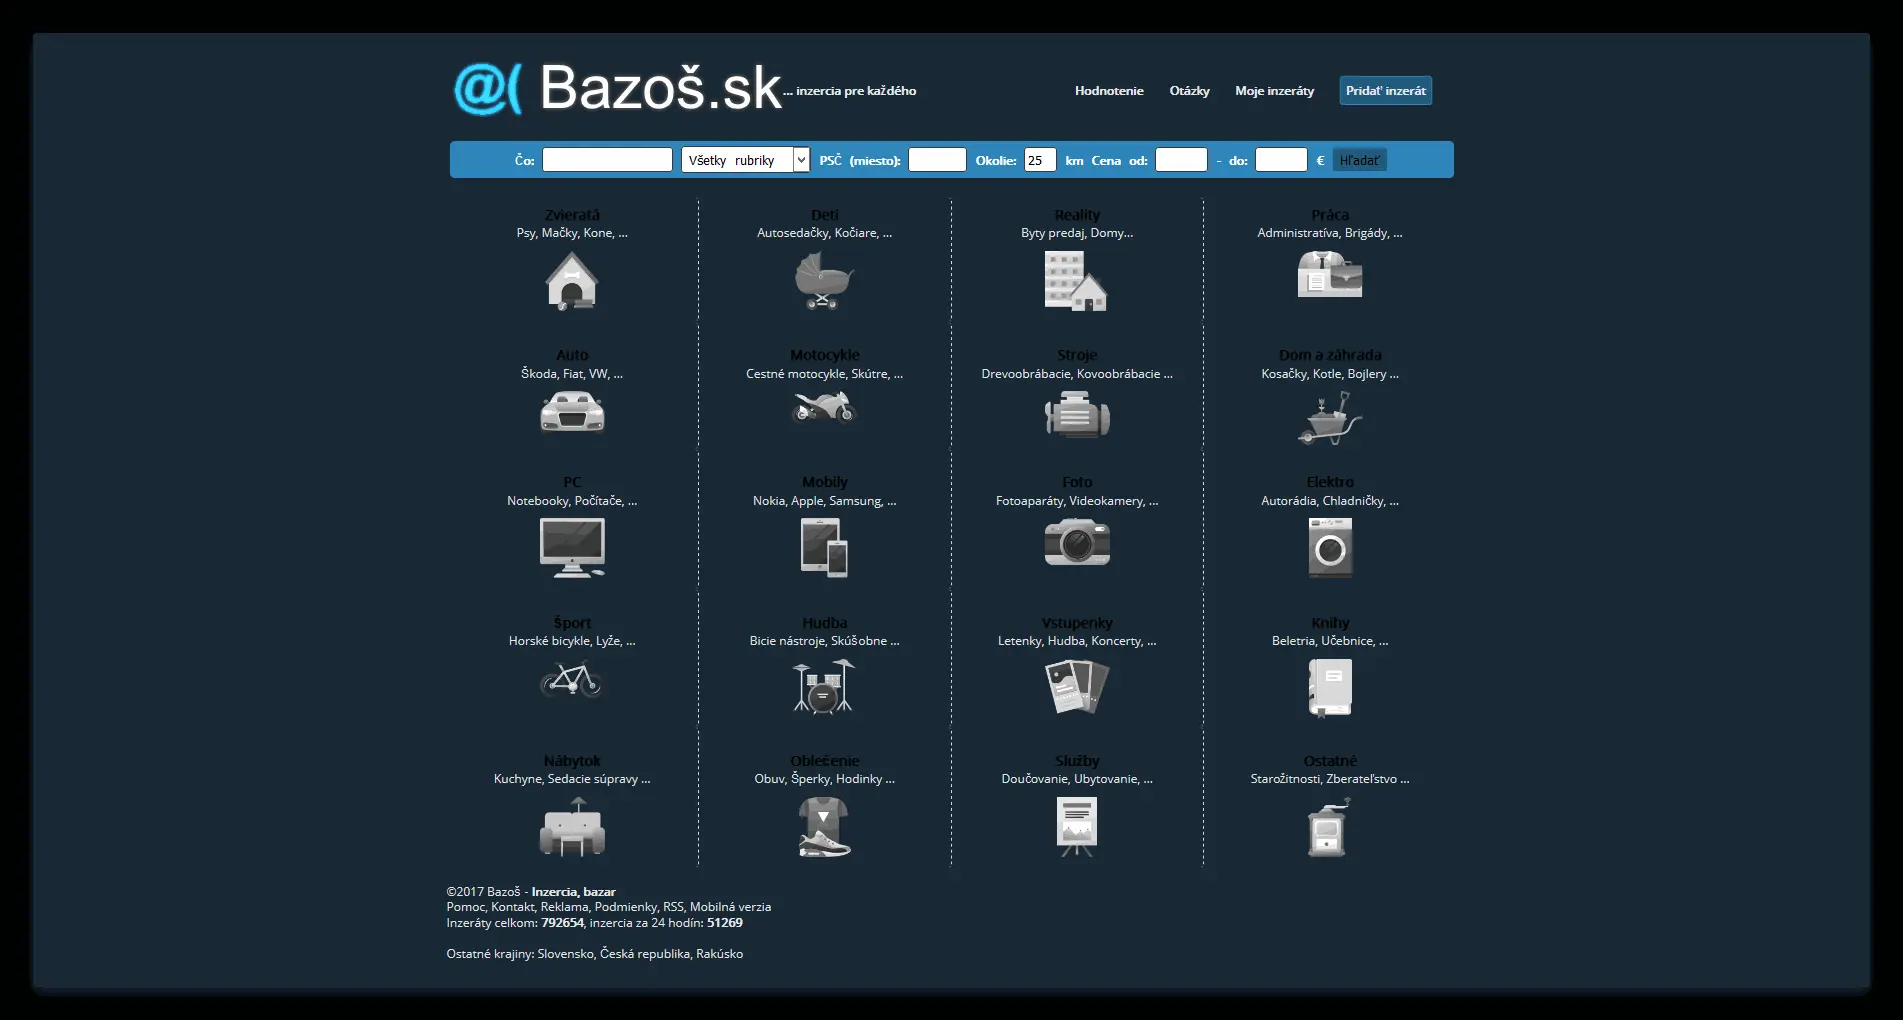 @( Bazoš.sk ... inzercia pre každého Hodnotenie Otázky Moje inzeráty Pridať inzerát
Čo: Všetky rubriky PSČ (miesto): Okolie: 25 km Cena od: - do: € Hľadať
Zvieratá Deti Reality Práca
Psy, Mačky, Kone, ... Autosedačky, Kočiare, ... Byty predaj, Domy... Administratíva, Brigády, ...
Auto Motocykle Stroje Dom a záhrada
Škoda, Fiat, VW, ... Cestné motocykle, Skútre, ... Drevoobrábacie, Kovoobrábacie ... Kosačky, Kotle, Bojlery ...
PC Mobily Foto Elektro
Notebooky, Počítače, ... Nokia, Apple, Samsung, ... Fotoaparáty, Videokamery, ... Autorádia, Chladničky, ...
Šport Hudba Vstupenky Knihy
Horské bicykle, Lyže, ... Bicie nástroje, Skúšobne ... Letenky, Hudba, Koncerty, ... Beletria, Učebnice, ...
Nábytok Oblečenie Služby Ostatné
Kuchyne, Sedacie súpravy ... Obuv, Šperky, Hodinky ... Doučovanie, Ubytovanie, ... Starožitnosti, Zberateľstvo ...
©2017 Bazoš - Inzercia, bazar
Pomoc, Kontakt, Reklama, Podmienky, RSS, Mobilná verzia
Inzeráty celkom: 792654, inzercia za 24 hodín: 51269
Ostatné krajiny: Slovensko, Česká republika, Rakúsko